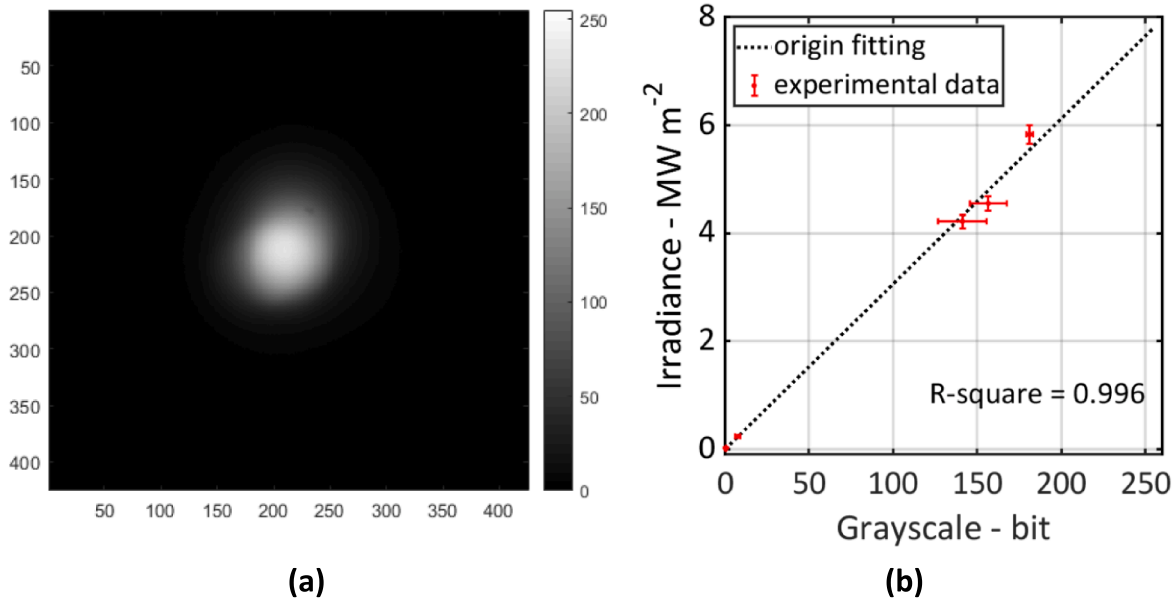 50
100
150
200
250
300
350
400
50 100 150 200 250 300 350 400
250
200
150
100
50
0
(a)
8
6
4
2
0
Irradiance - MW m⁻²
origin fitting
experimental data
R-square = 0.996
0 50 100 150 200 250
Grayscale - bit
(b)